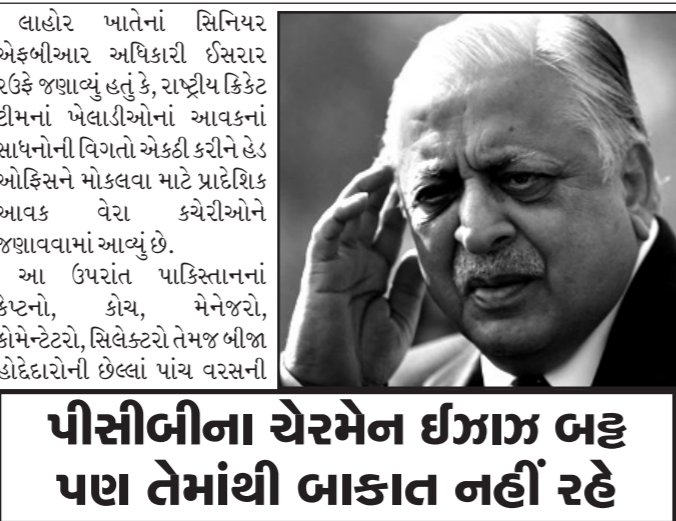 લાહોર ખાતેનાં સિનિયર
એફબીઆર અધિકારી ઈસરાર
રઉફે જણાવ્યું હતું કે, રાષ્ટ્રીય ક્રિકેટ
ટીમનાં ખેલાડીઓનાં આવકનાં
સાધનોની વિગતો એકઠી કરીને હેડ
ઓફિસને મોકલવા માટે પ્રાદેશિક
આવક વેરા કચેરીઓને
જણાવવામાં આવ્યું છે.
આ ઉપરાંત પાકિસ્તાનનાં
કેપ્ટનો, કોચ, મેનેજરો,
કોમેન્ટેટરો, સિલેક્ટરો તેમજ બીજા
હોદ્દેદારોની છેલ્લાં પાંચ વરસની
પીસીબીના ચેરમેન ઈઝાઝ બટ્ટ
પણ તેમાંથી બાકાત નહીં રહે